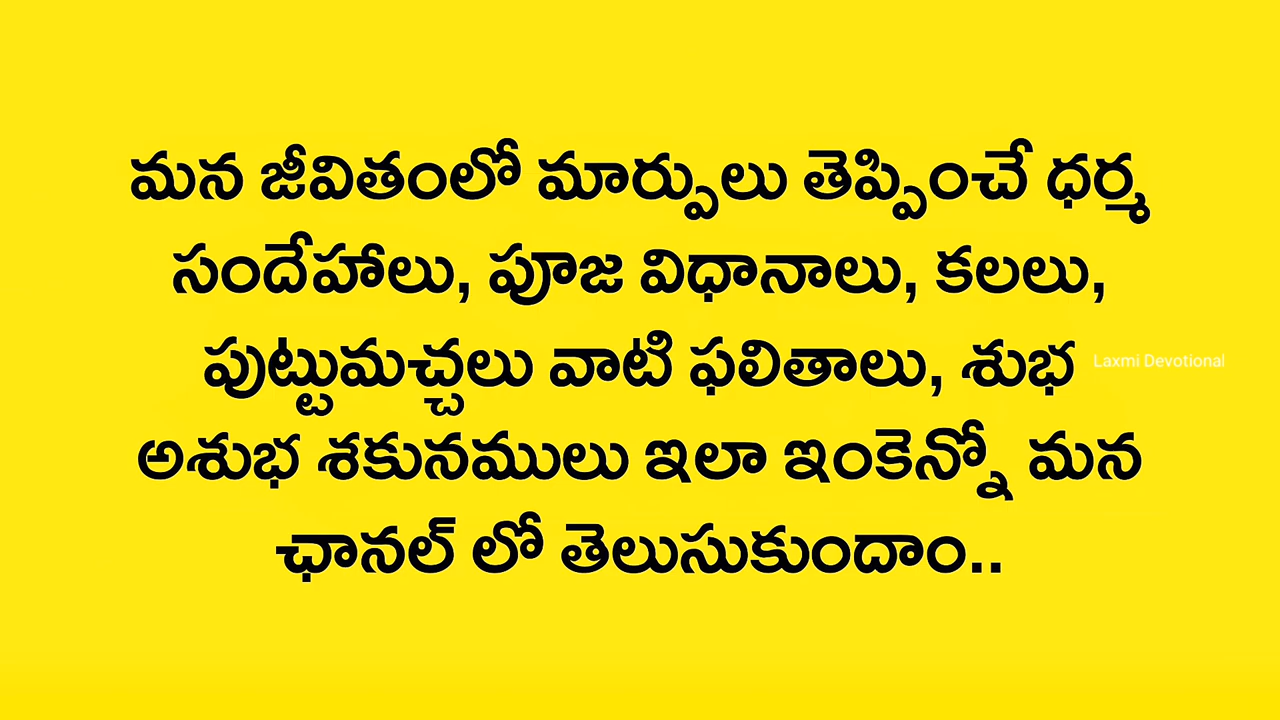 మన జీవితంలో మార్పులు తెప్పించే ధర్మ
సందేహాలు, పూజ విధానాలు, కలలు,
పుట్టుమచ్చలు వాటి ఫలితాలు, శుభ
Laxmi Devotional
అశుభ శకునములు ఇలా ఇంకెన్నో మన
ఛానల్ లో తెలుసుకుందాం..